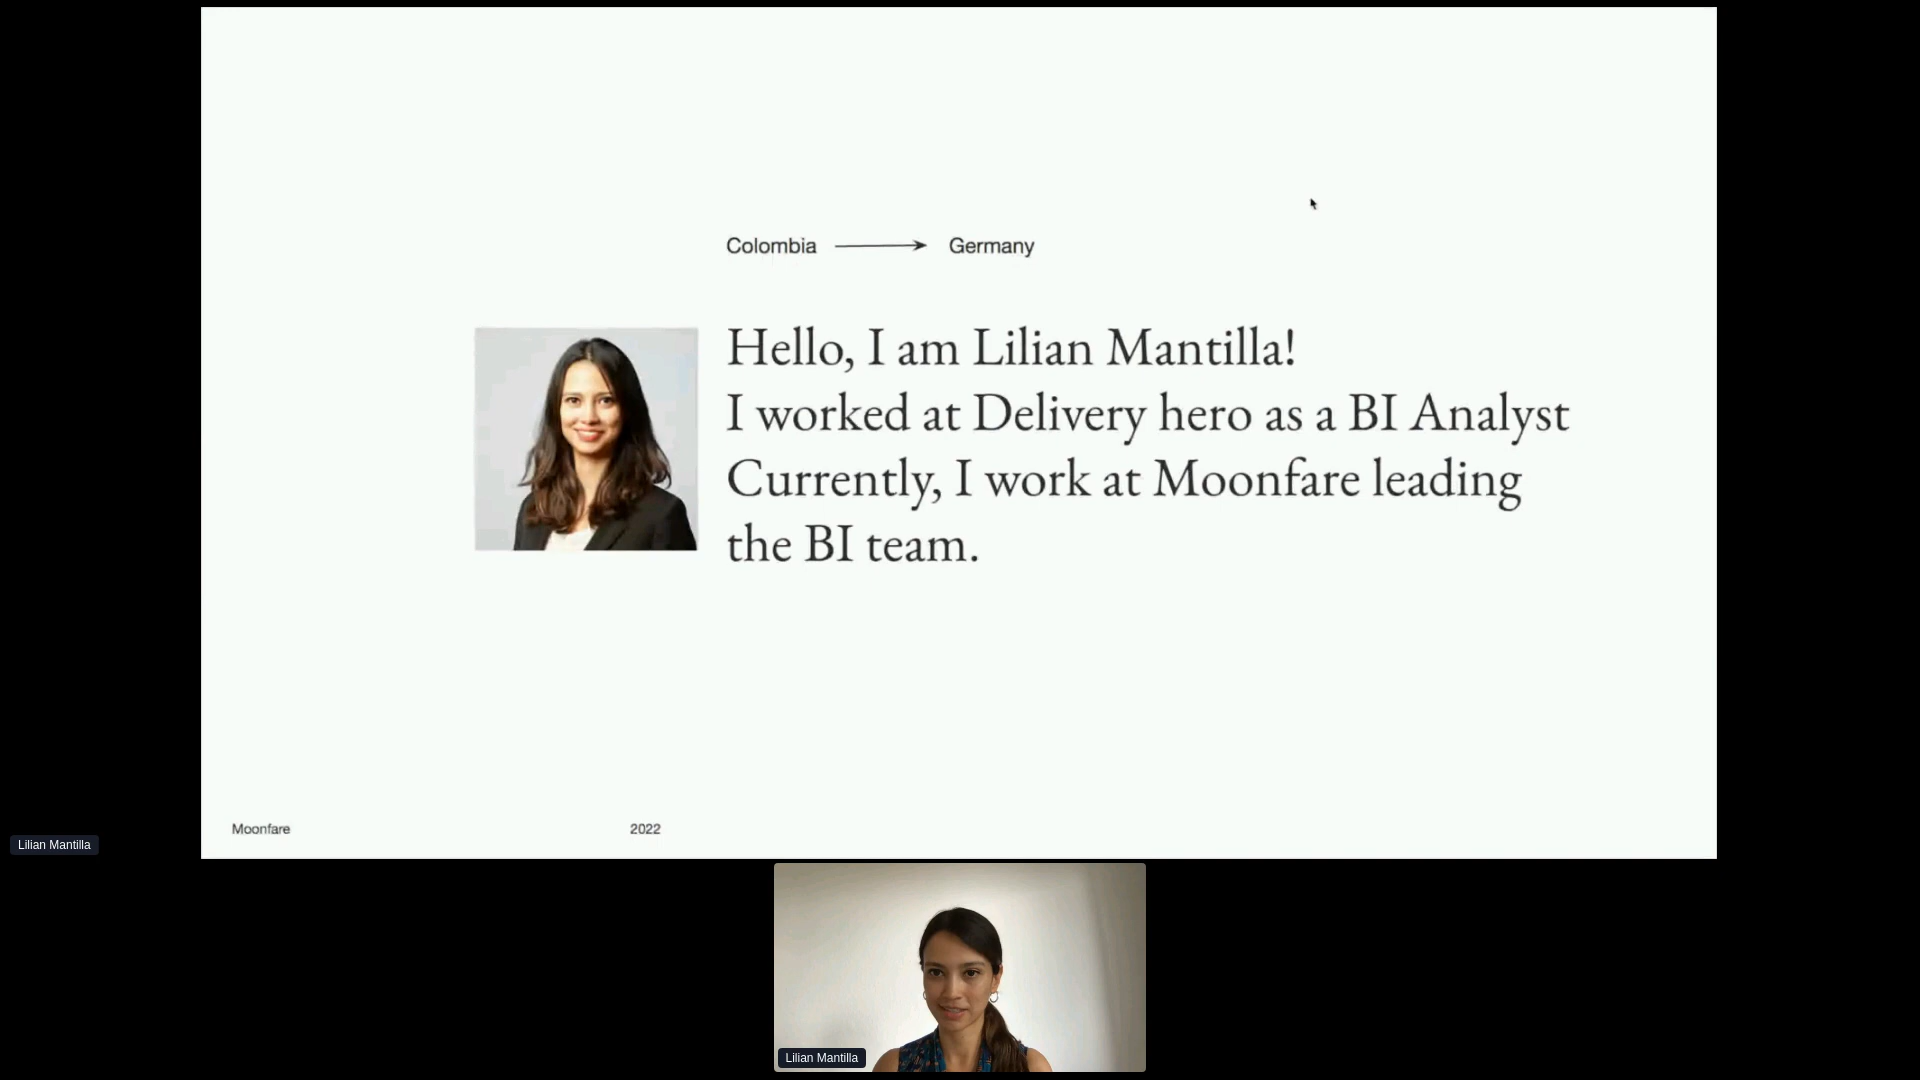 Colombia
Germany
Hello, I am Lilian Mantilla!
I worked at Delivery hero as a BI Analyst
Currently, I work at Moonfare leading
the BI team.
Moonfare
2022
Lilian Mantilla
Lilian Mantilla